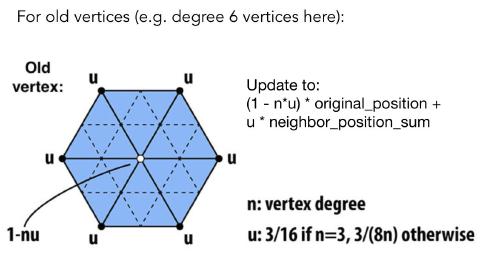 For old vertices (e.g. degree 6 vertices here):
Old
vertex:
u
u
u
u
1-nu
u
u
Update to:
(1 - n*u) * original_position +
u * neighbor_position_sum
n: vertex degree
u: 3/16 if n=3, 3/(8n) otherwise